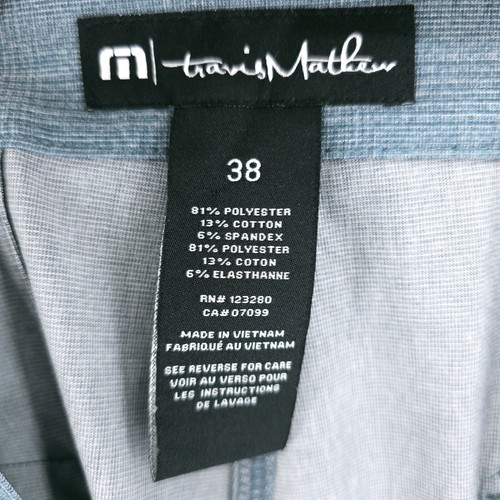 m | travisMathew
38
81% POLYESTER
13% COTTON
6% SPANDEX
81% POLYESTER
13% COTON
6% ELASTHANNE
RN# 123280
CA# 07099
MADE IN VIETNAM
FABRIQUÉ AU VIETNAM
SEE REVERSE FOR CARE
VOIR AU VERSO POUR
LES INSTRUCTIONS
DE LAVAGE